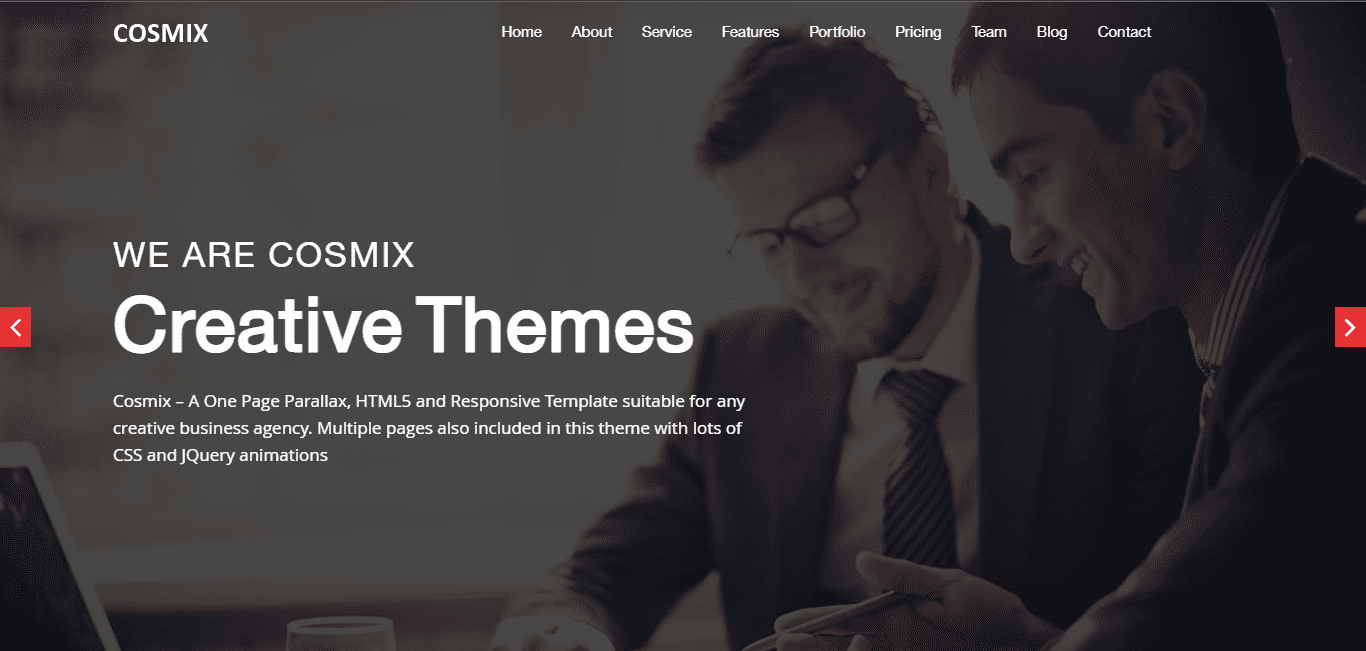 COSMIX
Home About Service Features Portfolio Pricing Team Blog Contact
WE ARE COSMIX
Creative Themes
Cosmix – A One Page Parallax, HTML5 and Responsive Template suitable for any
creative business agency. Multiple pages also included in this theme with lots of
CSS and JQuery animations